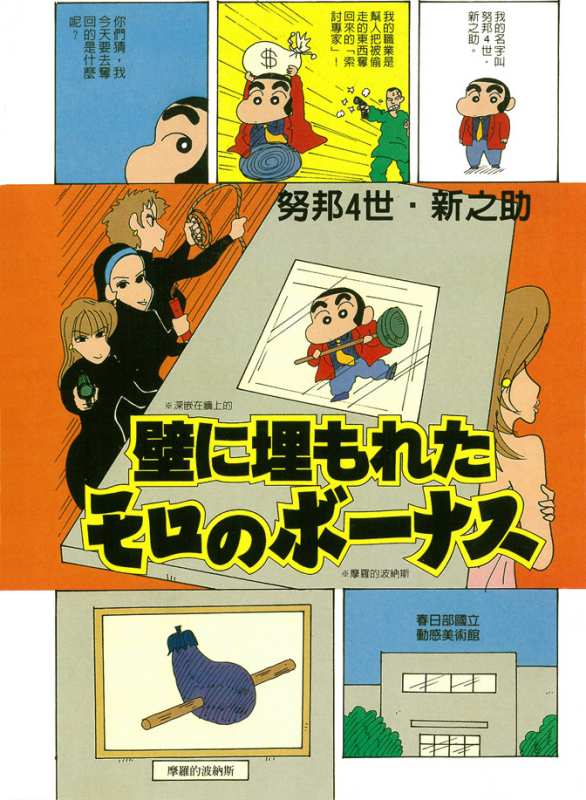 我的名字叫
努邦4世·
新之助。
我的職業是
幫人把被偷
走的東西奪
回來的「索
討專家」！
$
你們猜，我
今天要去奪
回的是什麼
呢？
努邦4世·新之助
※深嵌在牆上的
壁に埋もれた
モロのボーナス
※摩羅的波納斯
春日部國立
動感美術館
摩羅的波納斯